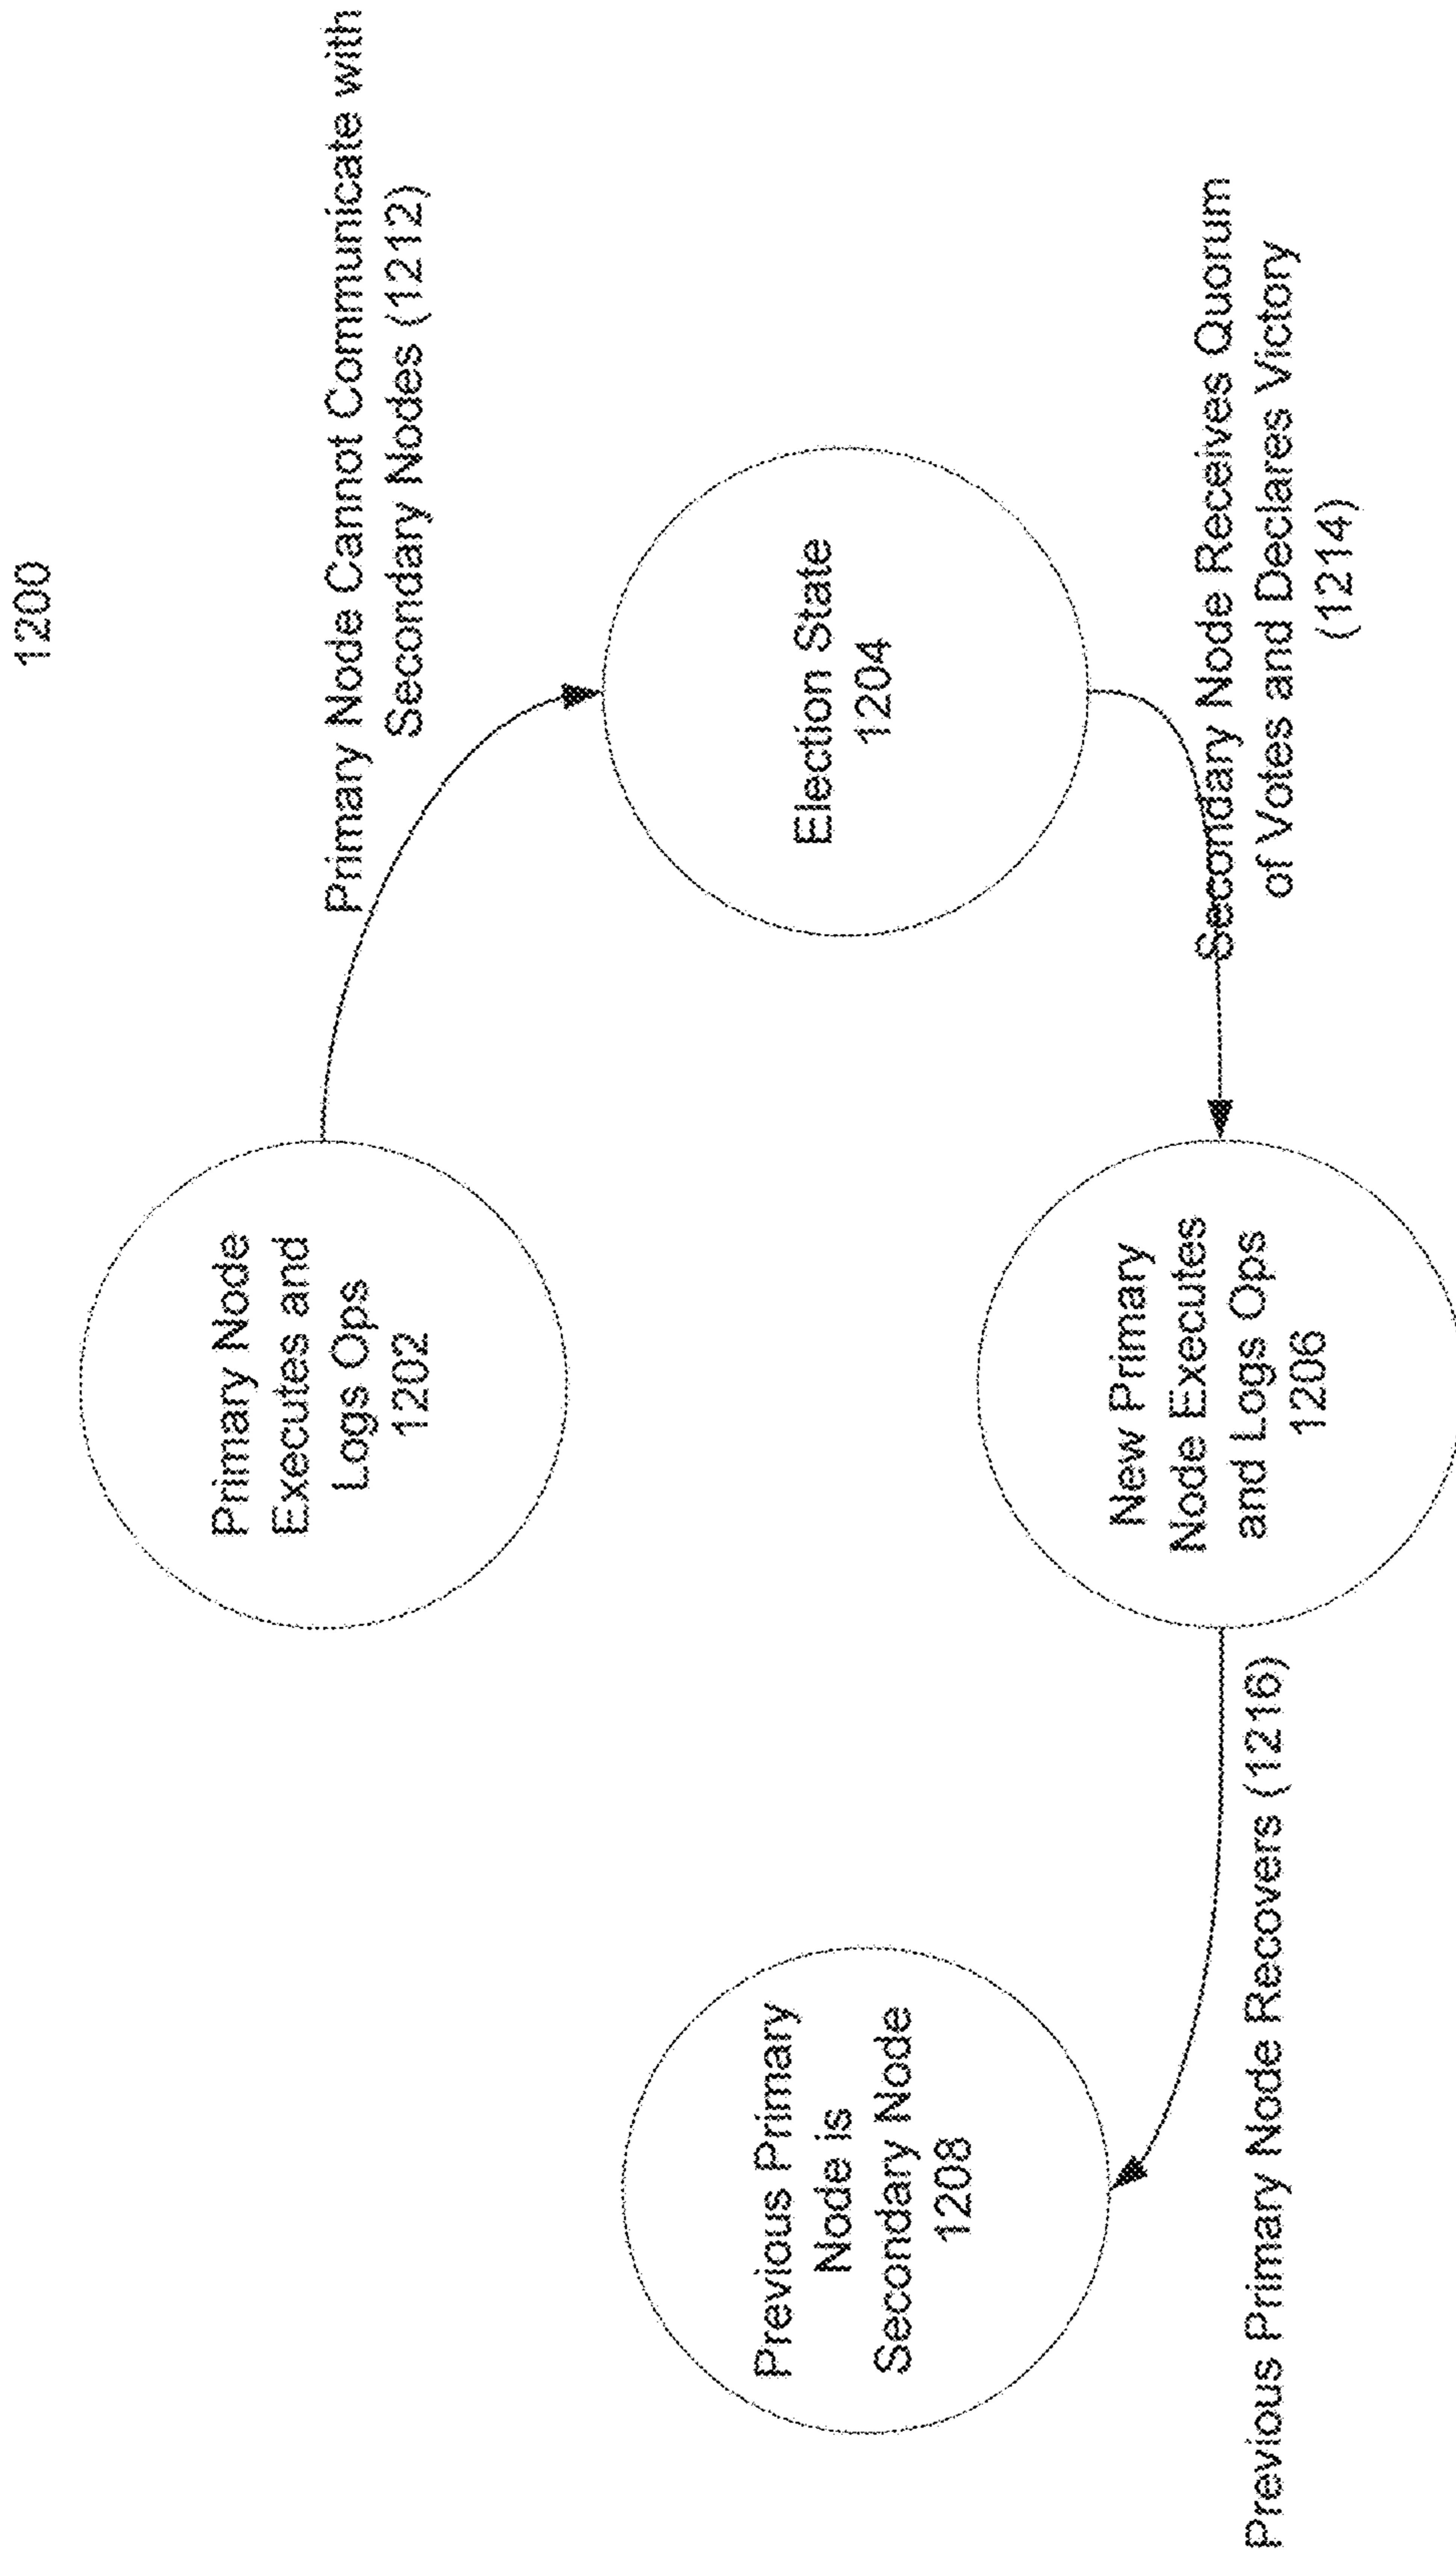 1200
Primary Node
Executes and
Logs Ops
1202
Primary Node Cannot Communicate with
Secondary Nodes (1212)
Election State
1204
Secondary Node Receives Quorum
of Votes and Declares Victory
(1214)
New Primary
Node Executes
and Logs Ops
1206
Previous Primary Node Recovers (1216)
Previous Primary
Node is
Secondary Node
1208